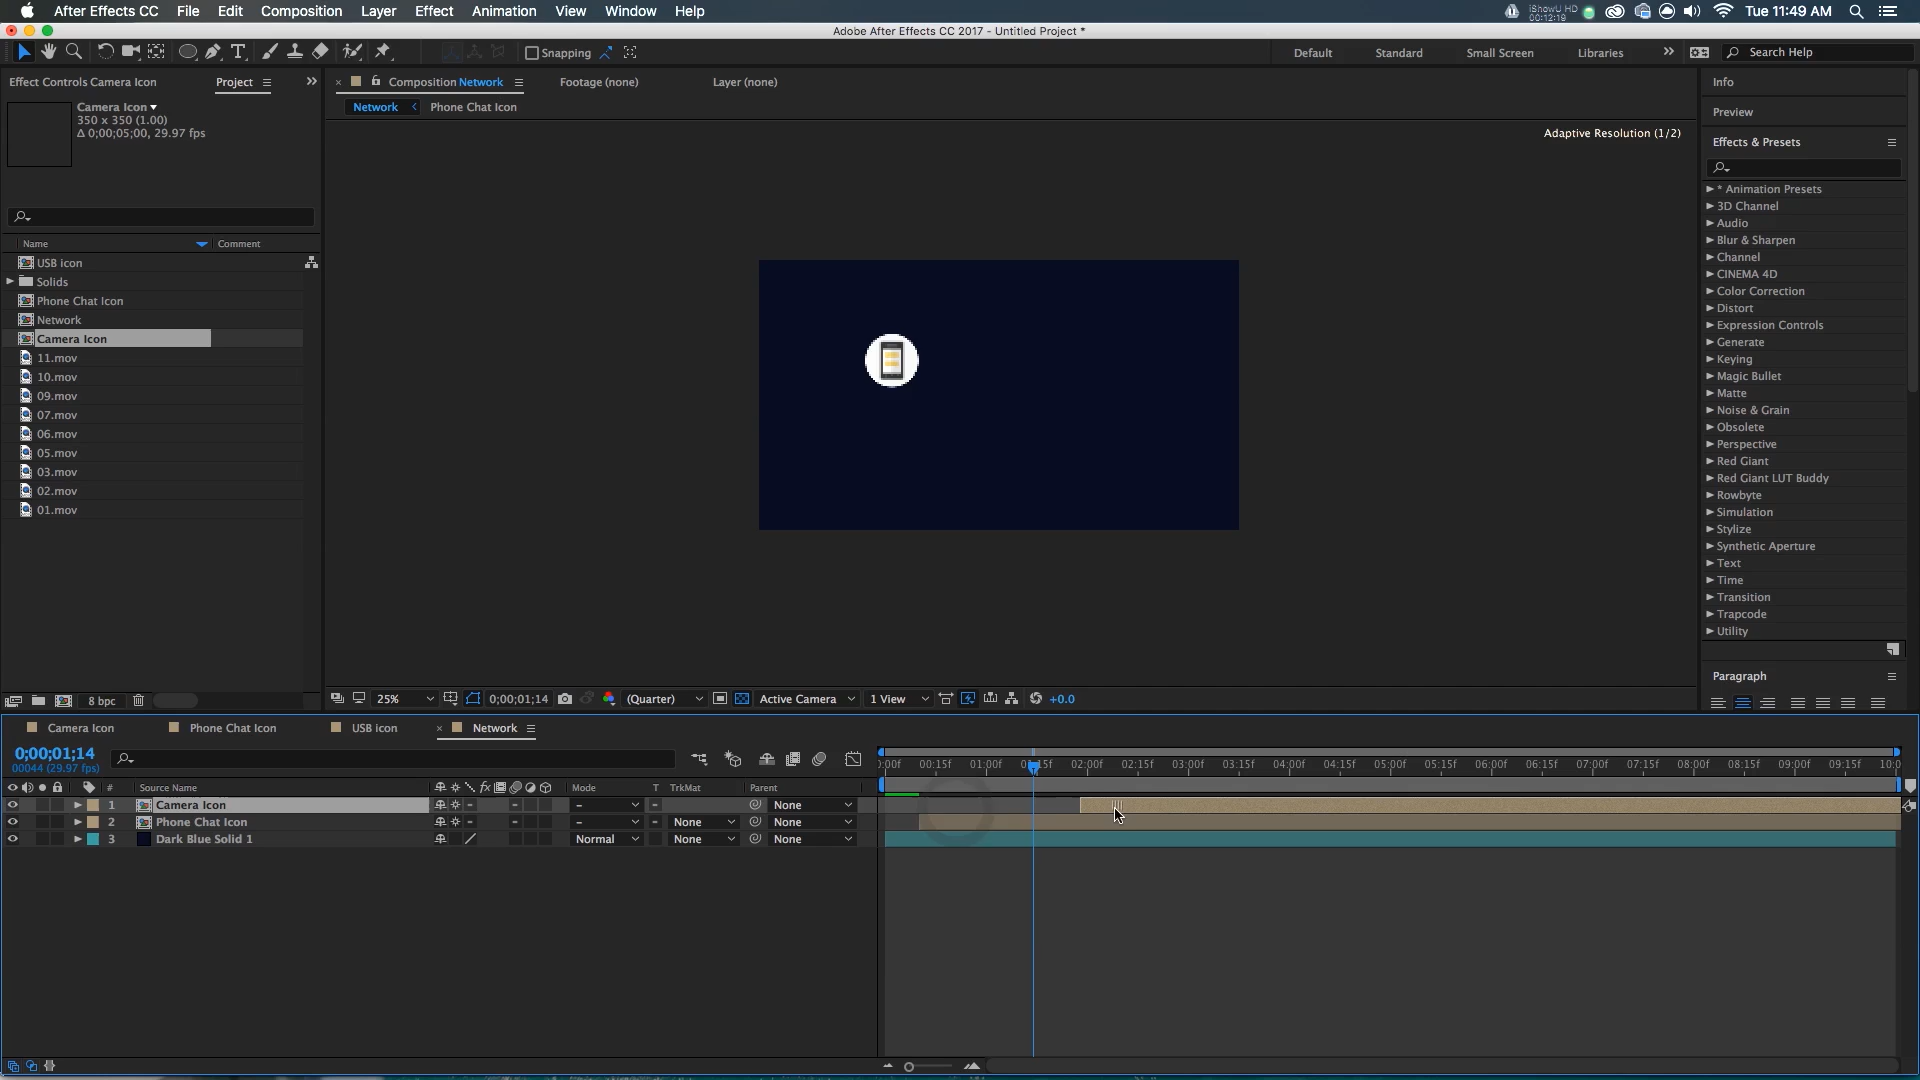 After Effects CC File Edit Composition Layer Effect Animation View Window Help iShowU HD 00:12:19 Tue 11:49 AM
Adobe After Effects CC 2017 - Untitled Project *
Snapping Default Standard Small Screen Libraries Search Help
Effect Controls Camera Icon Project Composition Network Footage (none) Layer (none) Info
Camera Icon
350 x 350 (1.00)
Δ 0;00;05;00, 29.97 fps
Network Phone Chat Icon
Adaptive Resolution (1/2)
Preview
Effects & Presets
* Animation Presets
3D Channel
Audio
Blur & Sharpen
Channel
CINEMA 4D
Color Correction
Distort
Expression Controls
Generate
Keying
Magic Bullet
Matte
Noise & Grain
Obsolete
Perspective
Red Giant
Red Giant LUT Buddy
Rowbyte
Simulation
Stylize
Synthetic Aperture
Text
Time
Transition
Trapcode
Utility
Paragraph
Name Comment
USB icon
Solids
Phone Chat Icon
Network
Camera Icon
11.mov
10.mov
09.mov
07.mov
06.mov
05.mov
03.mov
02.mov
01.mov
8 bpc
25% 0;00;01;14 (Quarter) Active Camera 1 View +0.0
Camera Icon Phone Chat Icon USB icon Network
0;00;01;14
00044 (29.97 fps)
):00f 00:15f 01:00f 01:15f 02:00f 02:15f 03:00f 03:15f 04:00f 04:15f 05:00f 05:15f 06:00f 06:15f 07:00f 07:15f 08:00f 08:15f 09:00f 09:15f 10:0
# Source Name Mode T TrkMat Parent
1 Camera Icon - None
2 Phone Chat Icon - None None
3 Dark Blue Solid 1 Normal None None